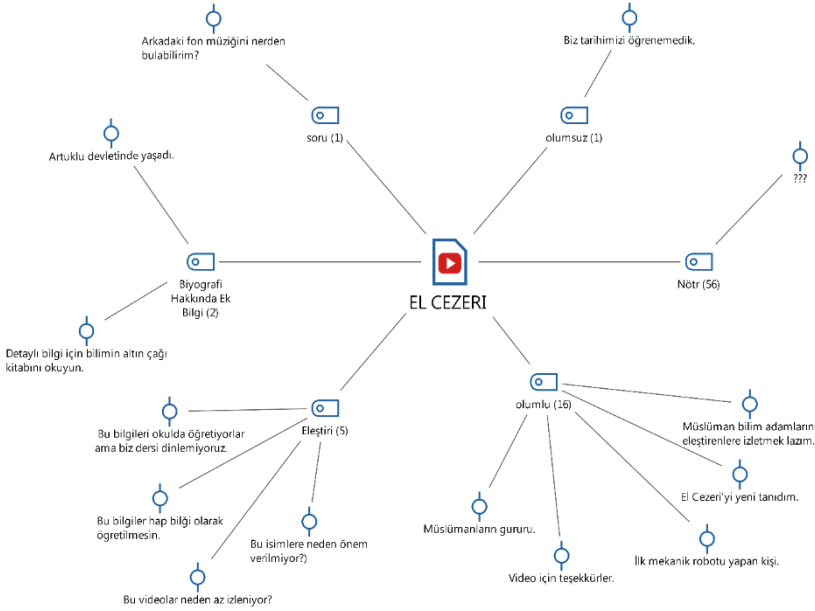 Arkadaki fon müziğini nerden
bulabilirim?
soru (1)
Biz tarihimizi öğrenemedik.
olumsuz (1)
Artuklu devletinde yaşadı.
Biyografi
Hakkında Ek
Bilgi (2)
Detaylı bilgi için bilimin altın çağı
kitabını okuyun.
EL CEZERI
???
Nötr (56)
Eleştiri (5)
Bu bilgileri okulda öğretiyorlar
ama biz dersi dinlemiyoruz.
Bu bilgiler hap bilği olarak
ögretilmesin.
Bu isimlere neden önem
verilmiyor?)
Bu videolar neden az izleniyor?
olumlu (16)
Müslüman bilim adamların
eleştirenlere izletmek lazım.
El Cezeri'yi yeni tanıdım.
Müslümanların gururu.
İlk mekanik robotu yapan kişi.
Video için teşekkürler.